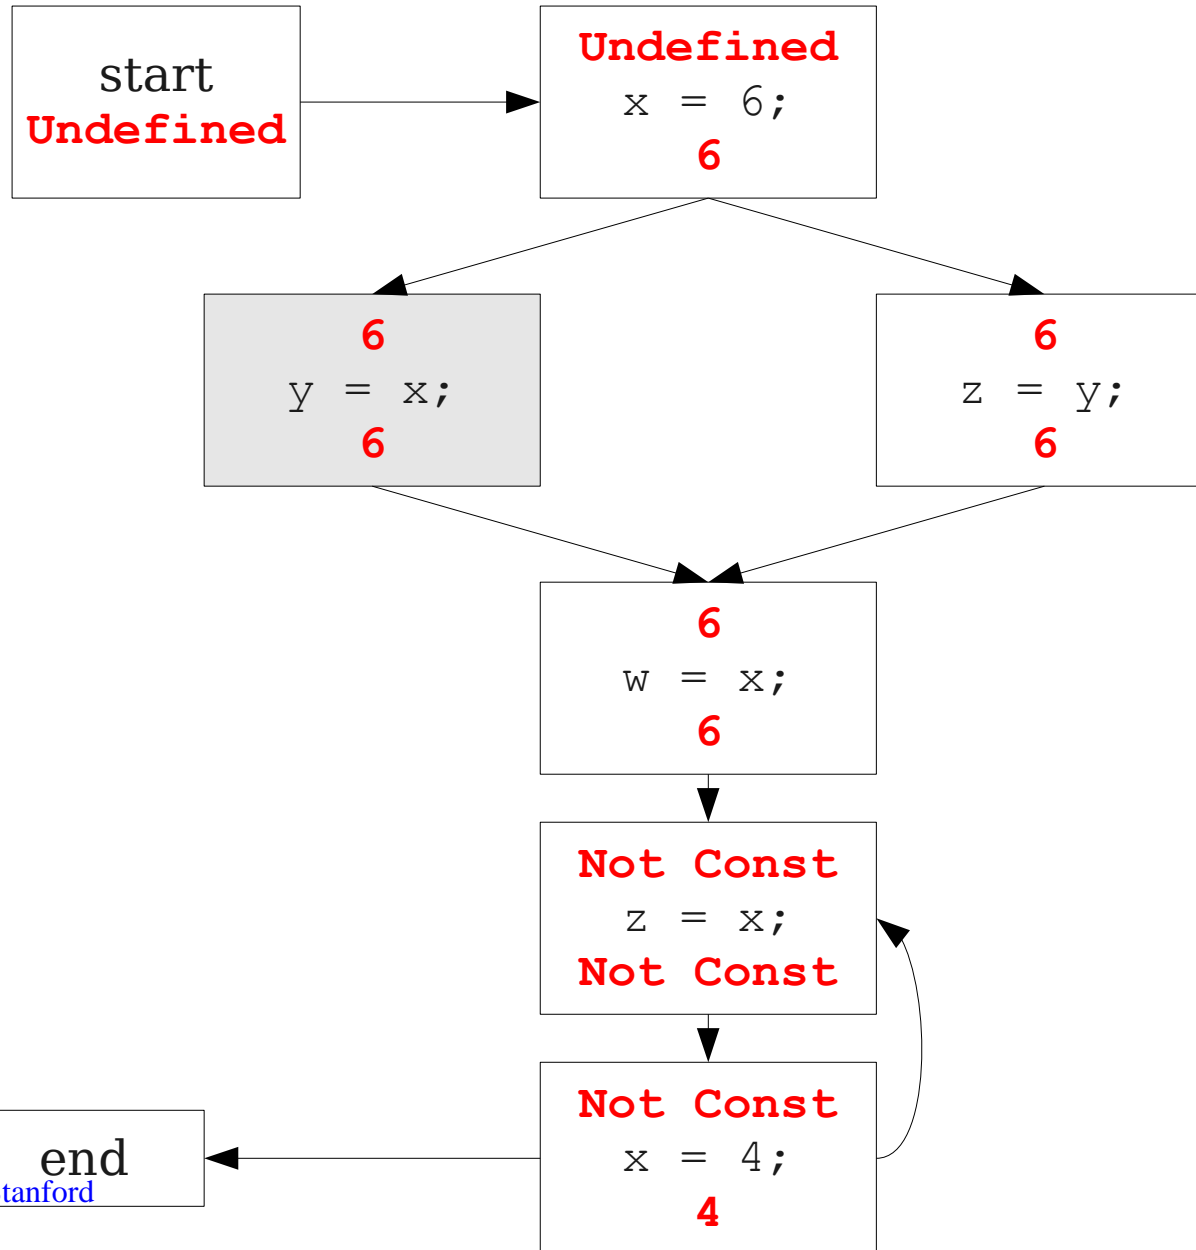 start
Undefined
Undefined
x = 6;
6
6
y = x;
6
6
z = y;
6
6
w = x;
6
Not Const
z = x;
Not Const
Not Const
x = 4;
4
end
tanford